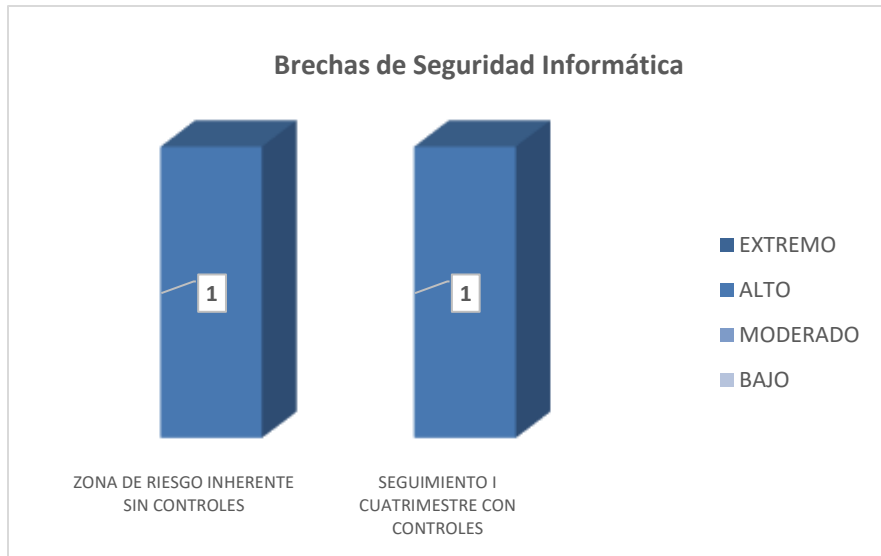 Brechas de Seguridad Informática
1
1
EXTREMO
ALTO
MODERADO
BAJO
ZONA DE RIESGO INHERENTE
SIN CONTROLES
SEGUIMIENTO I
CUATRIMESTRE CON
CONTROLES